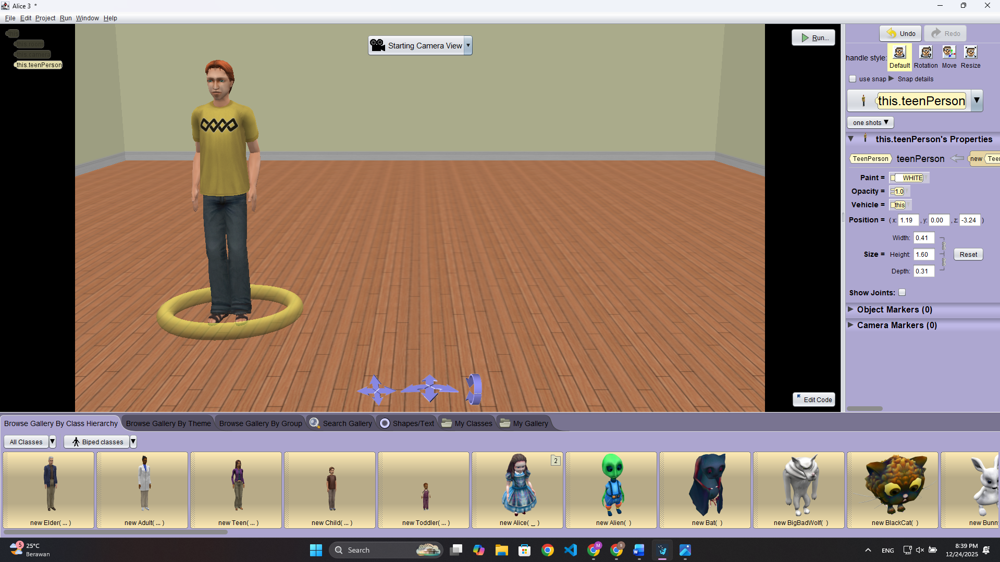 Alice 3 *
File Edit Project Run Window Help
this
this.room
this.camera
this.teenPerson
Starting Camera View
Run...
Undo Redo
handle style: Default Rotation Move Resize
use snap Snap details
this.teenPerson
one shots
this.teenPerson's Properties
TeenPerson teenPerson new Teen
Paint = WHITE
Opacity = 1.0
Vehicle = this
Position = ( x: 1.19 , y: 0.00 , z: -3.24 )
Width: 0.41
Size = Height: 1.60 Reset
Depth: 0.31
Show Joints:
Object Markers (0)
Camera Markers (0)
Edit Code
Browse Gallery By Class Hierarchy Browse Gallery By Theme Browse Gallery By Group Search Gallery Shapes/Text My Classes My Gallery
All Classes Biped classes
2
new Elder( ... ) new Adult( ... ) new Teen( ... ) new Child( ... ) new Toddler( ... ) new Alice( _ ) new Alien( ) new Bat( ) new BigBadWolf( ) new BlackCat( ) new Bunn
5
25°C
Berawan
Search
M
S
ENG
8:39 PM
12/24/2025